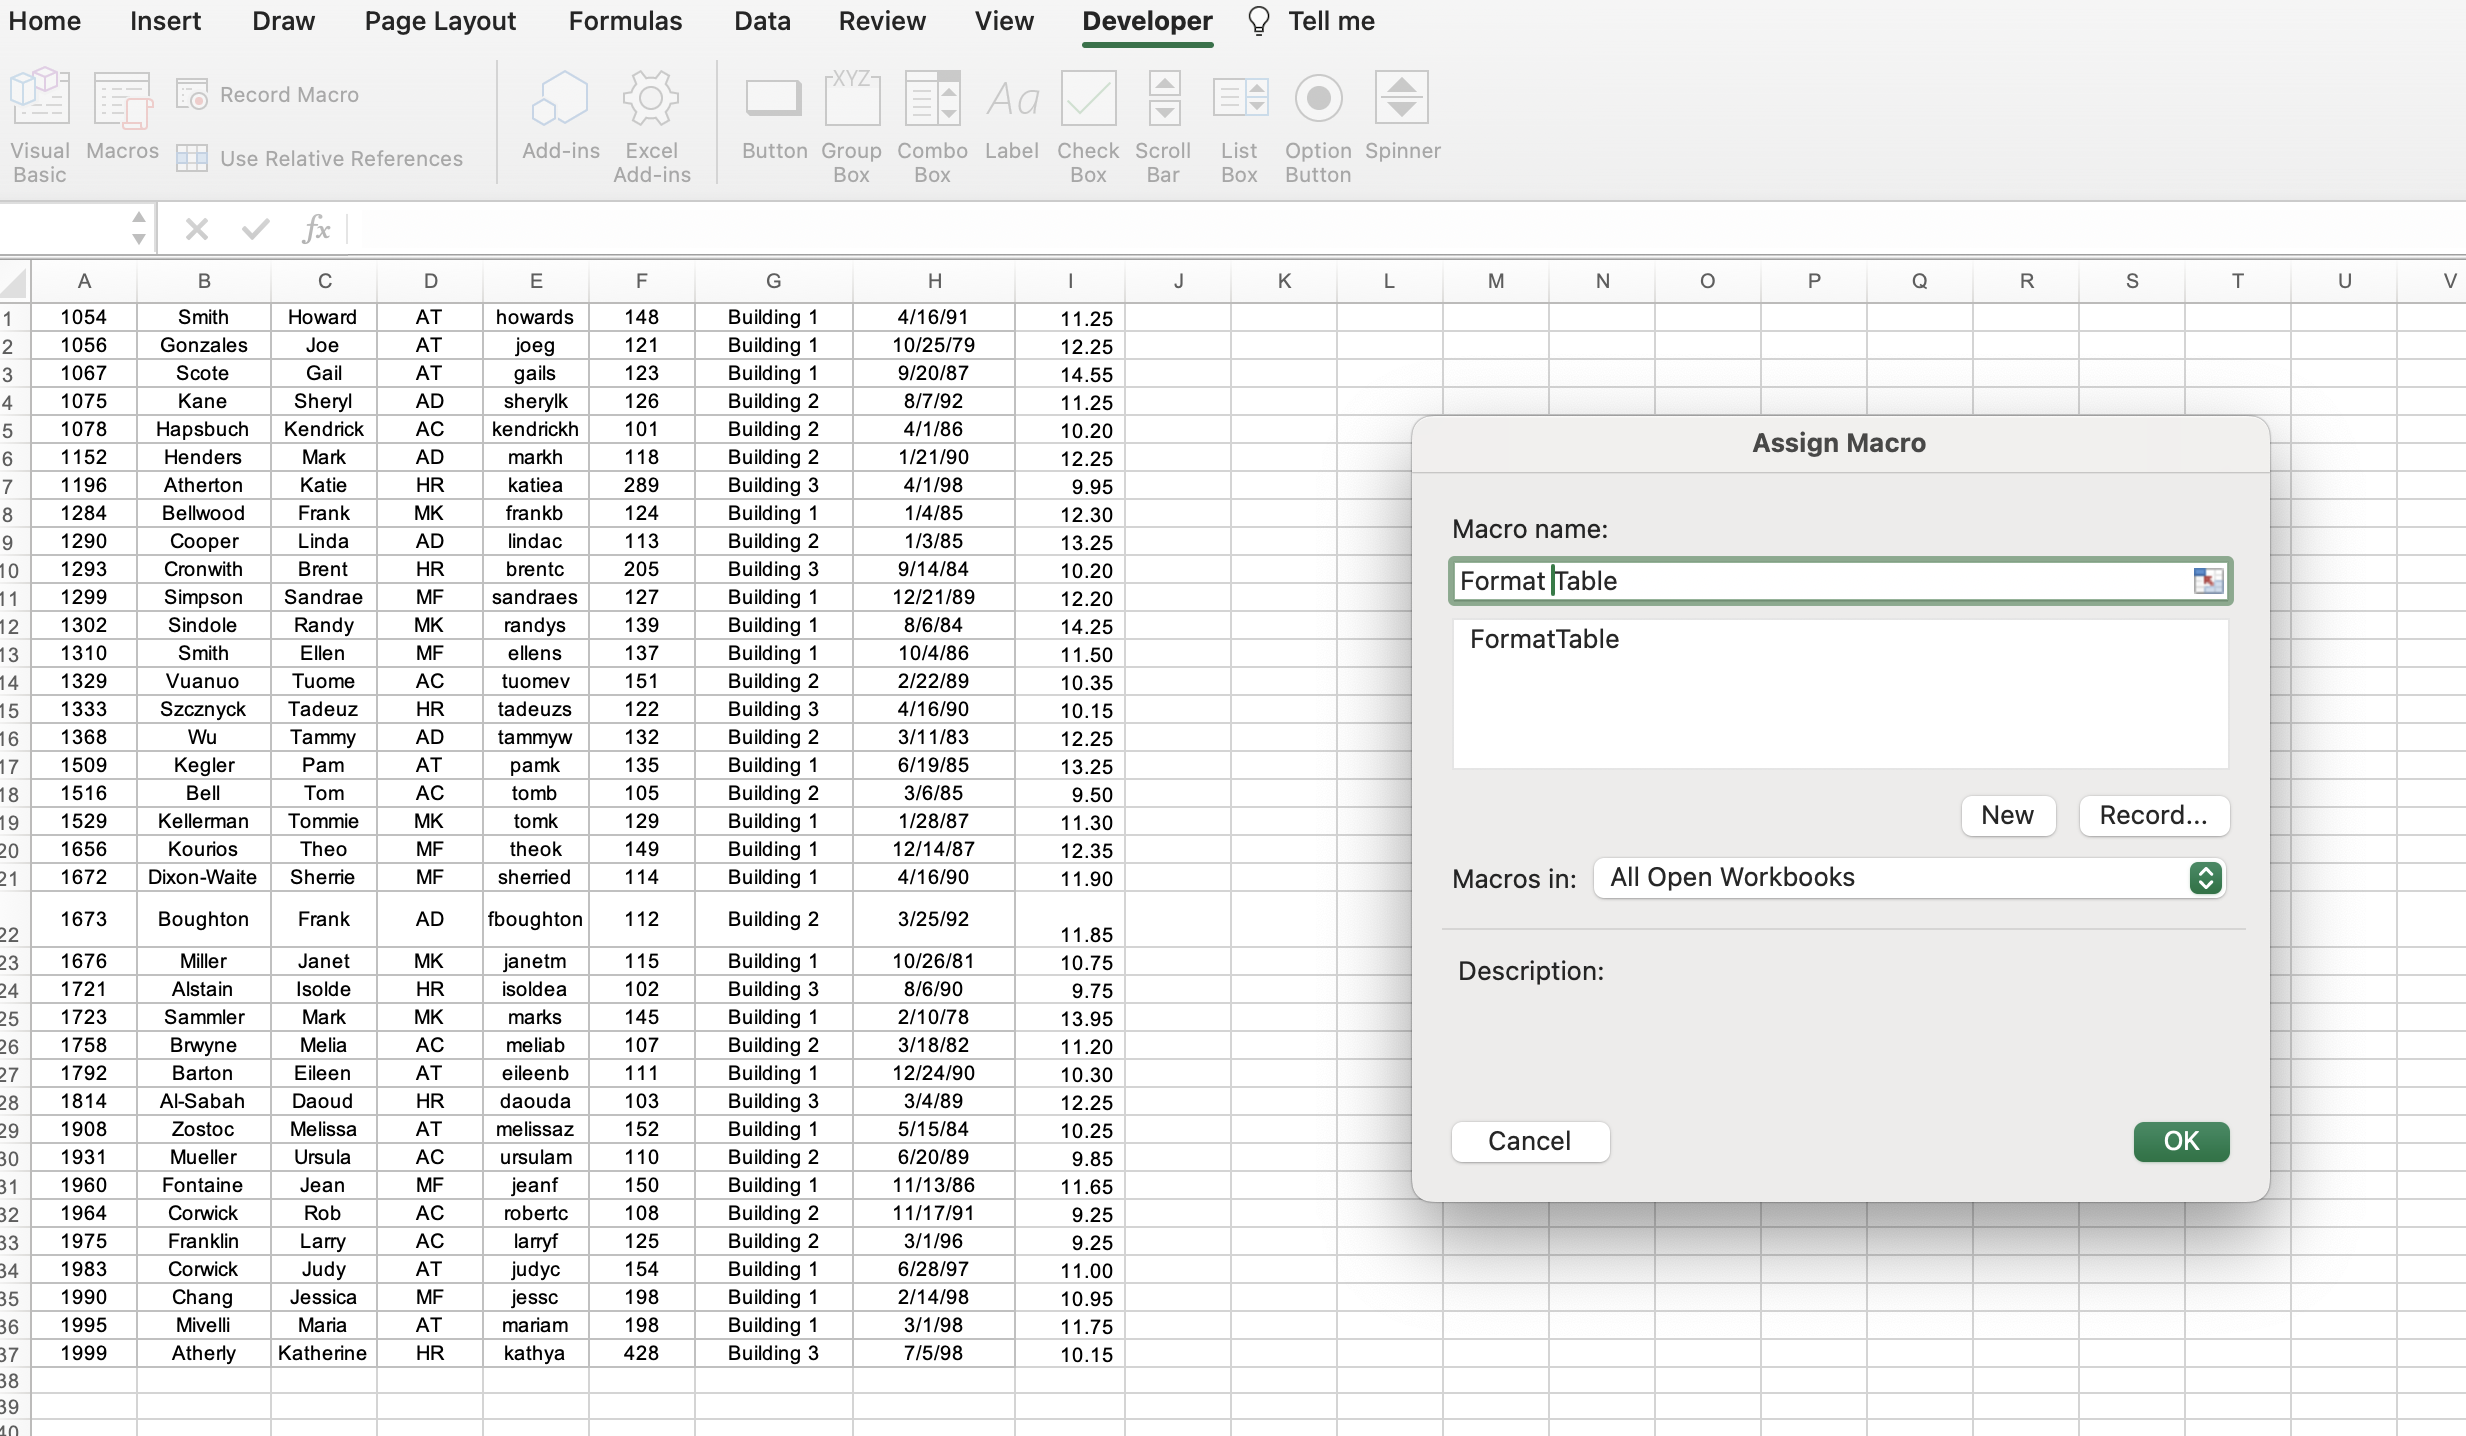 Home Insert Draw Page Layout Formulas Data Review View Developer Tell me
Visual Basic Macros Record Macro Use Relative References Add-ins Excel Add-ins Button Group Box Combo Box Label Check Box Scroll Bar List Box Option Button Spinner
XYZ Aa
fx
A B C D E F G H I J K L M N O P Q R S T U V
1 1054 Smith Howard AT howards 148 Building 1 4/16/91 11.25
2 1056 Gonzales Joe AT joeg 121 Building 1 10/25/79 12.25
3 1067 Scote Gail AT gails 123 Building 1 9/20/87 14.55
4 1075 Kane Sheryl AD sherylk 126 Building 2 8/7/92 11.25
5 1078 Hapsbuch Kendrick AC kendrickh 101 Building 2 4/1/86 10.20
6 1152 Henders Mark AD markh 118 Building 2 1/21/90 12.25
7 1196 Atherton Katie HR katiea 289 Building 3 4/1/98 9.95
8 1284 Bellwood Frank MK frankb 124 Building 1 1/4/85 12.30
9 1290 Cooper Linda AD lindac 113 Building 2 1/3/85 13.25
10 1293 Cronwith Brent HR brentc 205 Building 3 9/14/84 10.20
11 1299 Simpson Sandrae MF sandraes 127 Building 1 12/21/89 12.20
12 1302 Sindole Randy MK randys 139 Building 1 8/6/84 14.25
13 1310 Smith Ellen MF ellens 137 Building 1 10/4/86 11.50
14 1329 Vuanuo Tuome AC tuomev 151 Building 2 2/22/89 10.35
15 1333 Szcznyck Tadeuz HR tadeuzs 122 Building 3 4/16/90 10.15
16 1368 Wu Tammy AD tammyw 132 Building 2 3/11/83 12.25
17 1509 Kegler Pam AT pamk 135 Building 1 6/19/85 13.25
18 1516 Bell Tom AC tomb 105 Building 2 3/6/85 9.50
19 1529 Kellerman Tommie MK tomk 129 Building 1 1/28/87 11.30
20 1656 Kourios Theo MF theok 149 Building 1 12/14/87 12.35
21 1672 Dixon-Waite Sherrie MF sherried 114 Building 1 4/16/90 11.90
22 1673 Boughton Frank AD fboughton 112 Building 2 3/25/92 11.85
23 1676 Miller Janet MK janetm 115 Building 1 10/26/81 10.75
24 1721 Alstain Isolde HR isoldea 102 Building 3 8/6/90 9.75
25 1723 Sammler Mark MK marks 145 Building 1 2/10/78 13.95
26 1758 Brwyne Melia AC meliab 107 Building 2 3/18/82 11.20
27 1792 Barton Eileen AT eileenb 111 Building 1 12/24/90 10.30
28 1814 Al-Sabah Daoud HR daouda 103 Building 3 3/4/89 12.25
29 1908 Zostoc Melissa AT melissaz 152 Building 1 5/15/84 10.25
30 1931 Mueller Ursula AC ursulam 110 Building 2 6/20/89 9.85
31 1960 Fontaine Jean MF jeanf 150 Building 1 11/13/86 11.65
32 1964 Corwick Rob AC robertc 108 Building 2 11/17/91 9.25
33 1975 Franklin Larry AC larryf 125 Building 2 3/1/96 9.25
34 1983 Corwick Judy AT judyc 154 Building 1 6/28/97 11.00
35 1990 Chang Jessica MF jessc 198 Building 1 2/14/98 10.95
36 1995 Mivelli Maria AT mariam 198 Building 1 3/1/98 11.75
37 1999 Atherly Katherine HR kathya 428 Building 3 7/5/98 10.15
38
39
40
Assign Macro
Macro name:
Format Table
FormatTable
New Record...
Macros in: All Open Workbooks
Description:
Cancel OK